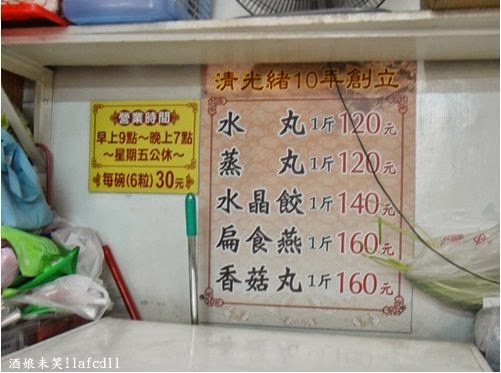 營業時間
早上9點～晚上7點
～星期五公休～
每碗(6粒)30元
清光緒10年創立
水丸1斤120元
蒸丸1斤120元
水晶餃1斤140元
扁食燕1斤160元
香菇丸1斤160元
酒娘未笑llafcdll